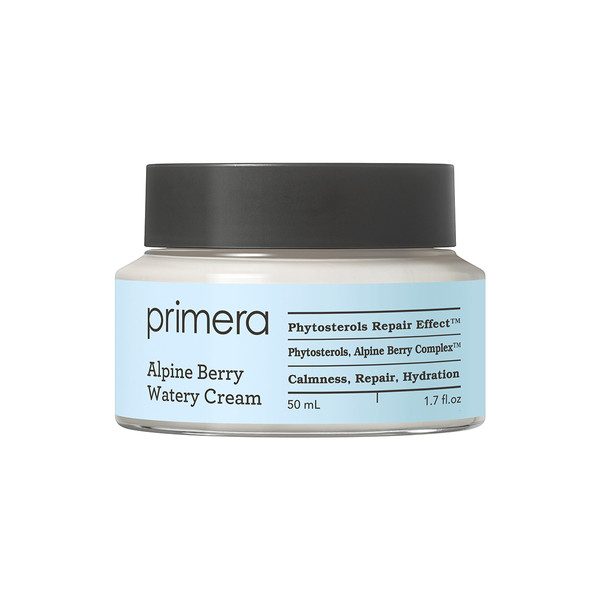 primera
Alpine Berry
Watery Cream
Phytosterols Repair Effect™
Phytosterols, Alpine Berry Complex™
Calmness, Repair, Hydration
50 mL 1.7 fl.oz